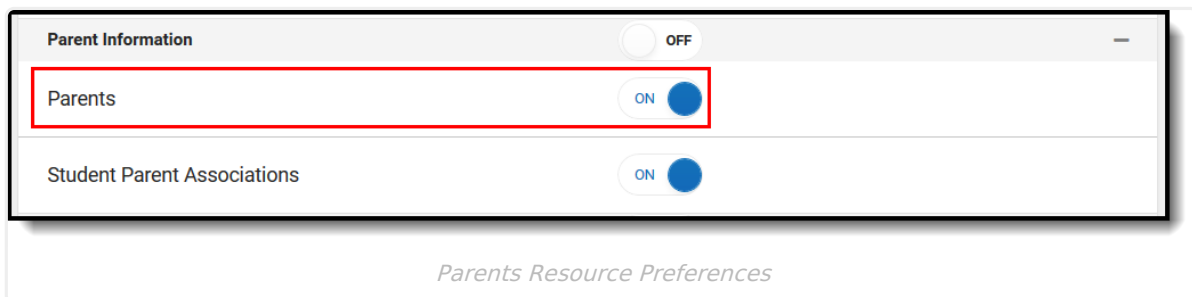 Parent Information OFF
Parents ON
Student Parent Associations ON
Parents Resource Preferences